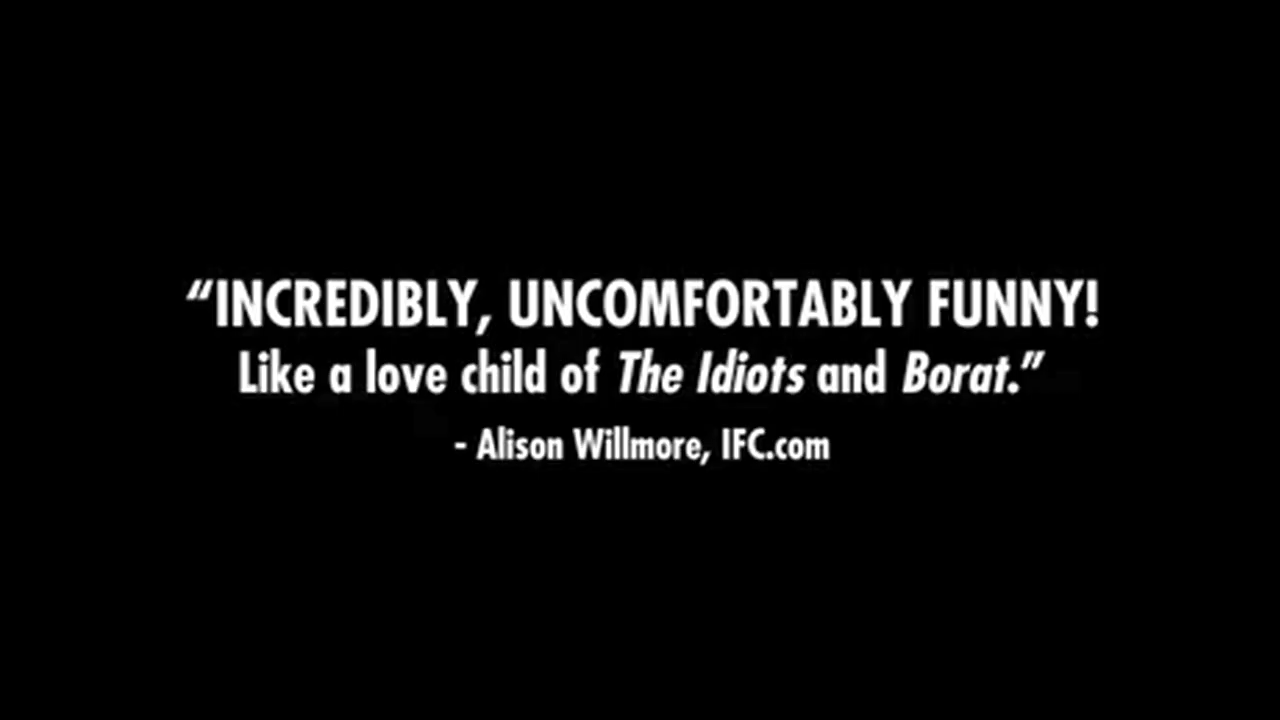 “INCREDIBLY, UNCOMFORTABLY FUNNY!
Like a love child of The Idiots and Borat.”
- Alison Willmore, IFC.com